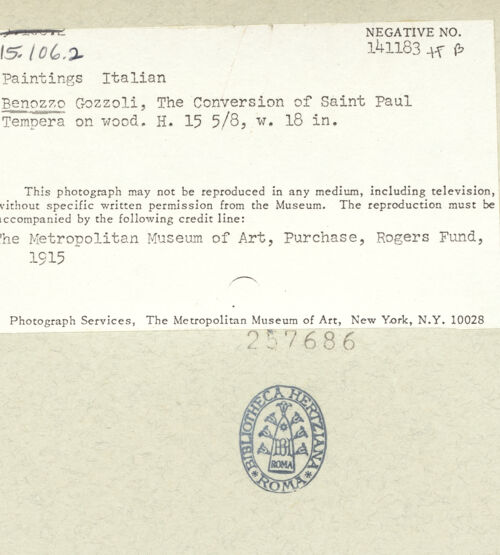 15.106.2
NEGATIVE NO.
141183 tf B
Paintings Italian
Benozzo Gozzoli, The Conversion of Saint Paul
Tempera on wood. H. 15 5/8, w. 18 in.
This photograph may not be reproduced in any medium, including television,
without specific written permission from the Museum. The reproduction must be
accompanied by the following credit line:
The Metropolitan Museum of Art, Purchase, Rogers Fund,
1915
Photograph Services, The Metropolitan Museum of Art, New York, N.Y. 10028
257686
BIBLIOTHECA HERTZIANA
BH
ROMA
ROMA